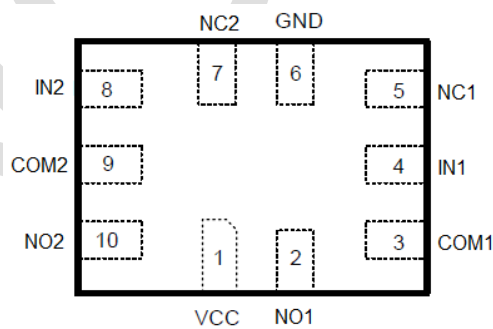 NC2 GND
7 6
IN2 8 5 NC1
COM2 9 4 IN1
NO2 10 3 COM1
1 2
VCC NO1